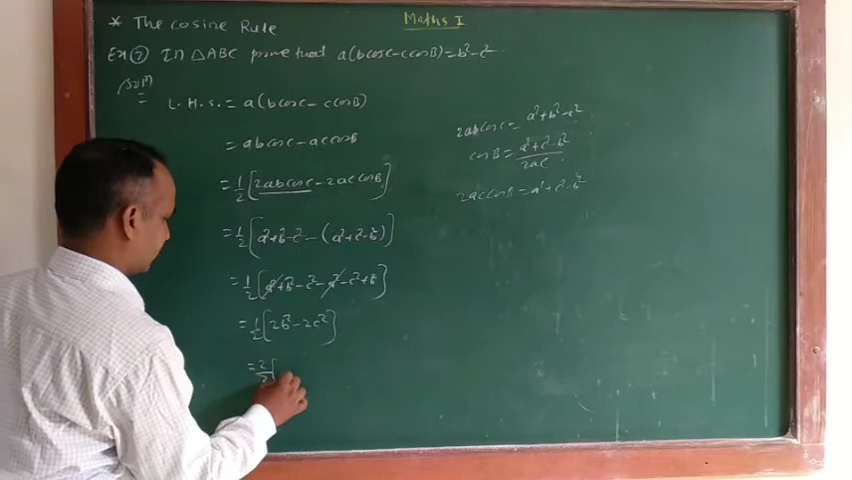 Maths I
* The cosine Rule
Ex ⑦ In △ABC prove that a(bcosc-ccosB)=b²-c²
Soln
L.H.S. = a(bcosc - ccosB)
= abcosc - accosB
= 1/2 [2abcosc - 2accosB]
= 1/2 [a²+b²-c² - (a²+c²-b²)]
= 1/2 [a²+b²-c²-a²-c²+b²]
= 1/2 [2b²-2c²]
= 2/2 [
2abcosc = a²+b²-c²
cosB = a²+c²-b²/2ac
2accosB = a²+c²-b²